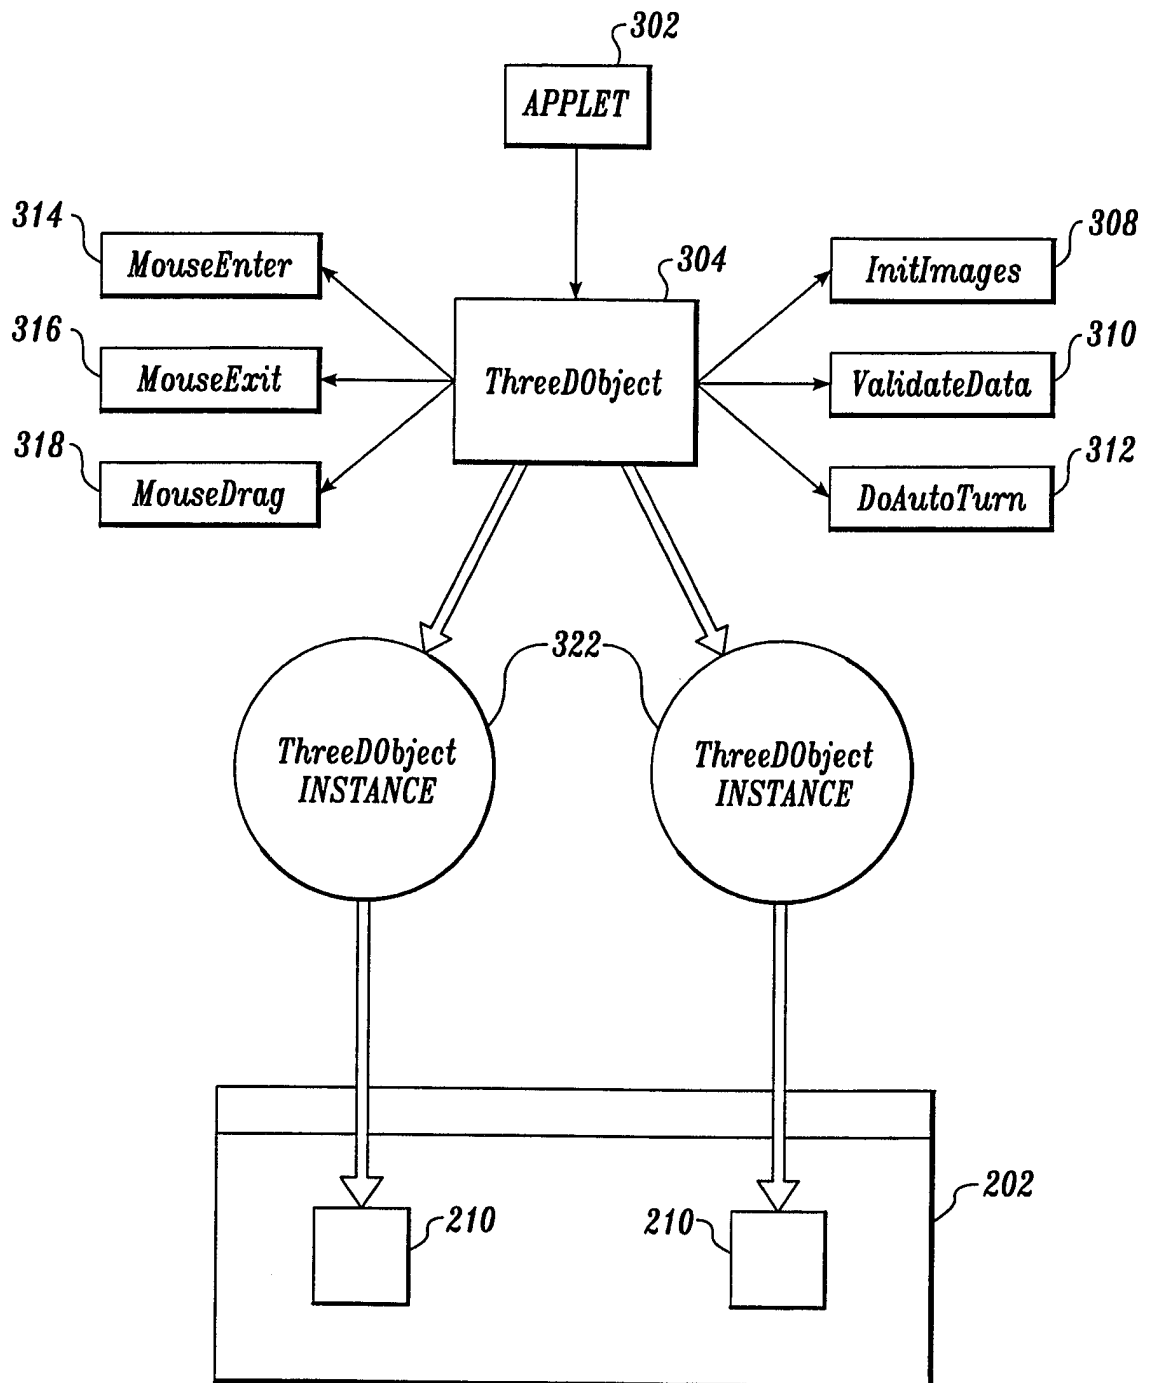 302
APPLET
314
MouseEnter
304
308
InitImages
316
MouseExit
ThreeDObject
310
ValidateData
318
MouseDrag
312
DoAutoTurn
322
ThreeDObject
INSTANCE
ThreeDObject
INSTANCE
202
210
210